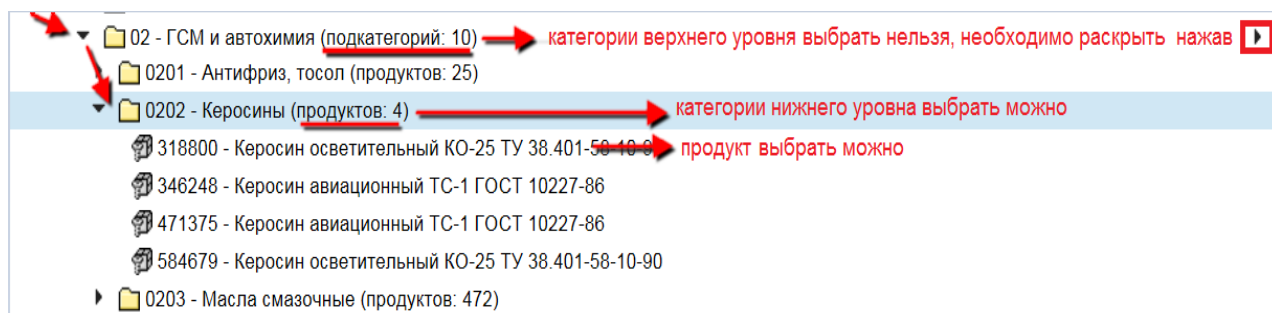 02 - ГСМ и автохимия (подкатегорий: 10) категории верхнего уровня выбрать нельзя, необходимо раскрыть нажав
0201 - Антифриз, тосол (продуктов: 25)
0202 - Керосины (продуктов: 4) категории нижнего уровна выбрать можно
318800 - Керосин осветительный КО-25 ТУ 38.401-58-10-9 продукт выбрать можно
346248 - Керосин авиационный ТС-1 ГОСТ 10227-86
471375 - Керосин авиационный ТС-1 ГОСТ 10227-86
584679 - Керосин осветительный КО-25 ТУ 38.401-58-10-90
0203 - Масла смазочные (продуктов: 472)